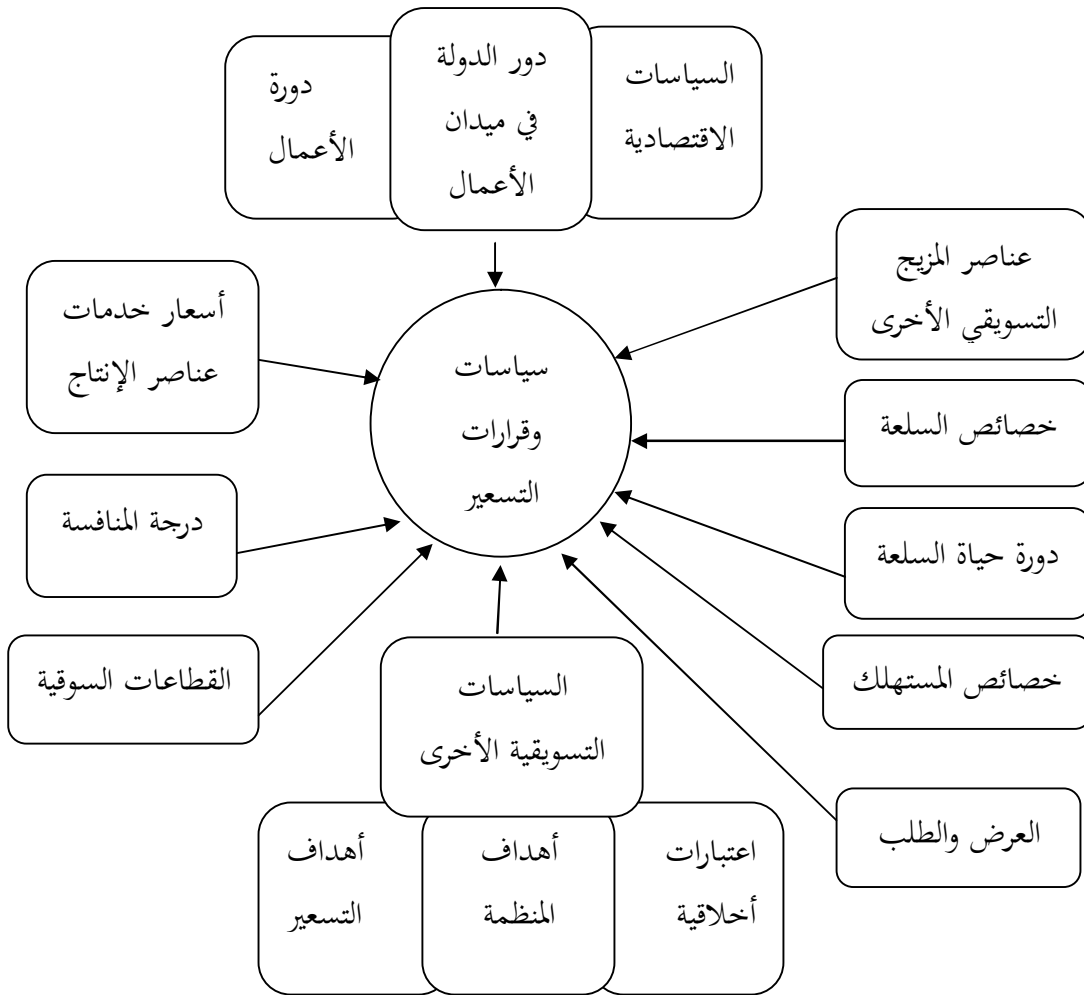 السياسات
الاقتصادية
دور الدولة
في ميدان
الأعمال
دورة
الأعمال
عناصر المزيج
التسويقي الأخرى
أسعار خدمات
عناصر الإنتاج
سياسات
وقرارات
التسعير
خصائص السلعة
درجة المنافسة
دورة حياة السلعة
خصائص المستهلك
القطاعات السوقية
السياسات
التسويقية الأخرى
العرض والطلب
اعتبارات
أخلاقية
أهداف
المنظمة
أهداف
التسعير